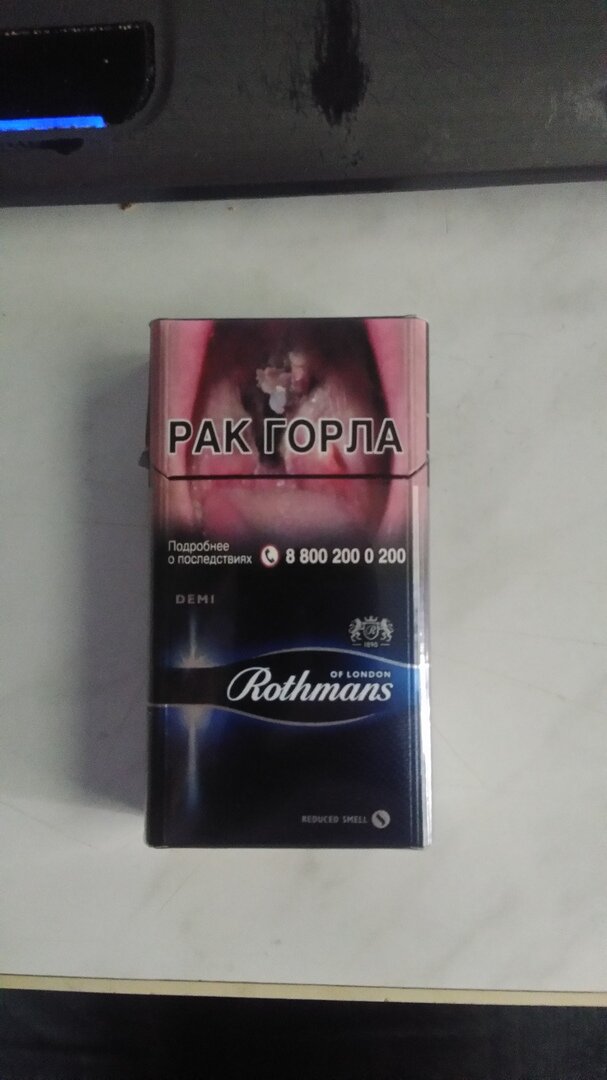 РАК ГОРЛА
Подробнее
о последствиях
8 800 200 0 200
DEMI
R
1890
OF LONDON
Rothmans
REDUCED SMELL